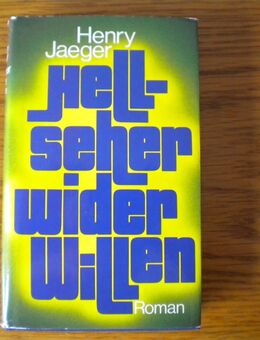 Henry
Jaeger
Hell-
seher
wider
willen
Roman